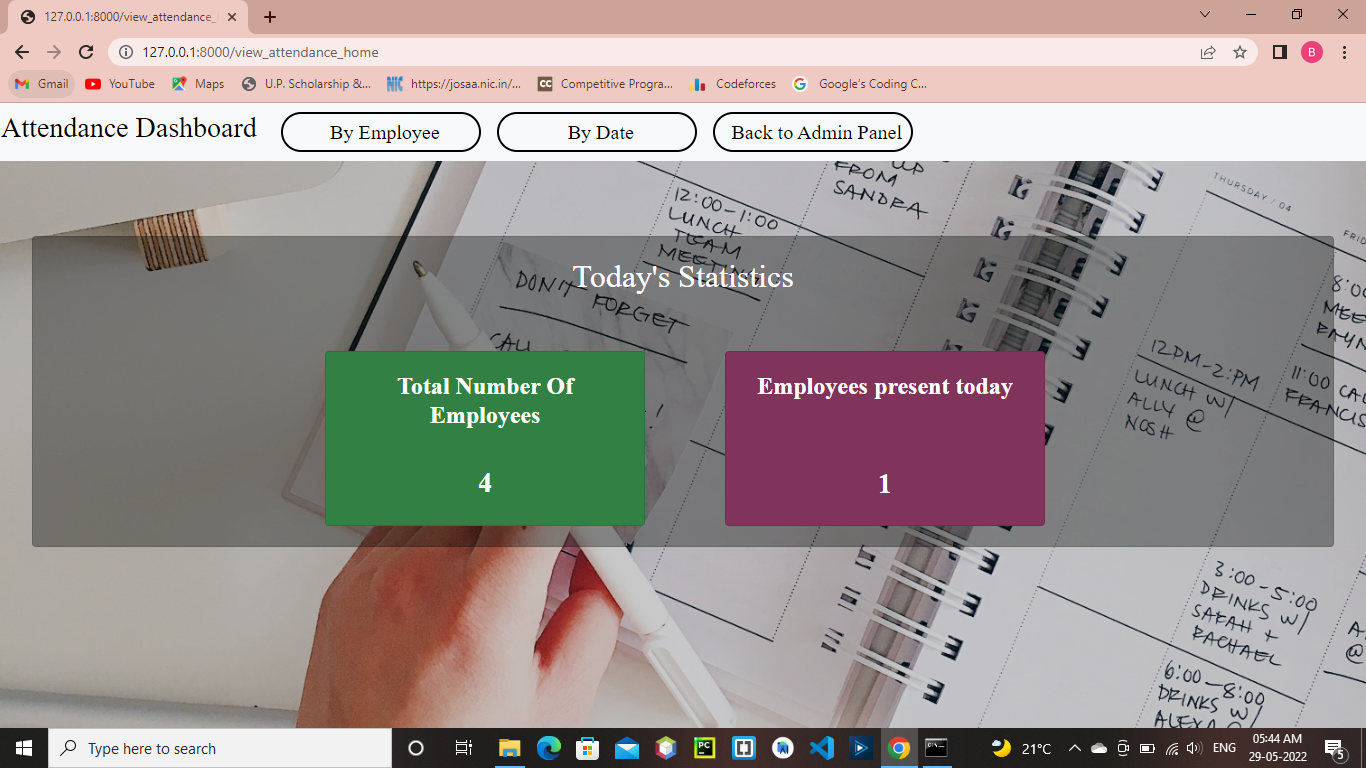 127.0.0.1:8000/view_attendance_
127.0.0.1:8000/view_attendance_home
B
Gmail YouTube Maps U.P. Scholarship &... https://josaa.nic.in/... Competitive Progra... Codeforces Google's Coding C...
Attendance Dashboard By Employee By Date Back to Admin Panel
UP
FROM
SANDRA
THURSDAY / 04
12:00-1:00
LUNCH
TEAM
MEETING
Today's Statistics
DON'T FORGET
CALL
Total Number Of
Employees
4
Employees present today
1
12PM-2:PM
LUNCH W/
ALLY @
NOSH
8:00
11:00 CAL
FRANCIS
3:00-5:00
DRINKS W/
SARAH +
RACHAEL
6:00-8:00
DRINKS W/
Type here to search
21°C
ENG
05:44 AM
29-05-2022
5